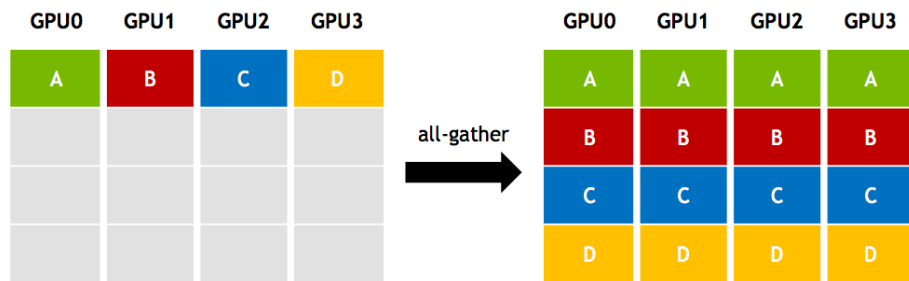 GPU0 GPU1 GPU2 GPU3
A B C D
all-gather
GPU0 GPU1 GPU2 GPU3
A A A A
B B B B
C C C C
D D D D